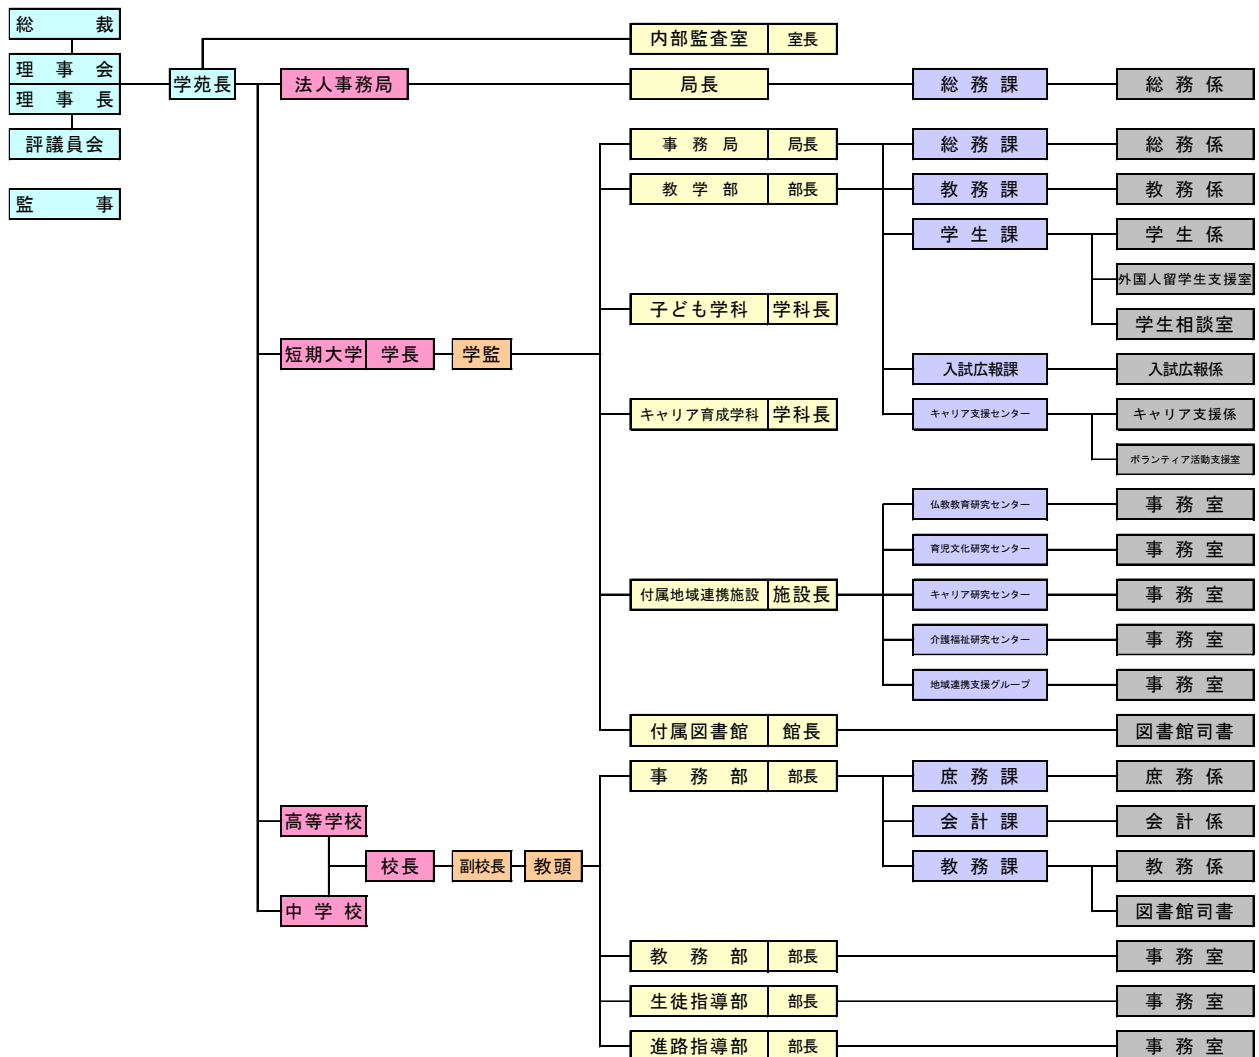 総 裁
内部監査室 室長
理 事 会
学苑長 法人事務局 局長 総 務 課 総 務 係
理 事 長
評議員会 事 務 局 局長 総 務 課 総 務 係
監 事 教 学 部 部長 教 務 課 教 務 係
学 生 課 学 生 係
外国人留学生支援室
子ども学科 学科長 学生相談室
短期大学 学長 学監 入試広報課 入試広報係
キャリア育成学科 学科長 キャリア支援センター キャリア支援係
ボランティア活動支援室
仏教教育研究センター 事 務 室
育児文化研究センター 事 務 室
付属地域連携施設 施設長 キャリア研究センター 事 務 室
介護福祉研究センター 事 務 室
地域連携支援グループ 事 務 室
付属図書館 館長 図書館司書
事 務 部 部長 庶 務 課 庶 務 係
高等学校 会 計 課 会 計 係
校長 副校長 教頭 教 務 課 教 務 係
中 学 校 図書館司書
教 務 部 部長 事 務 室
生徒指導部 部長 事 務 室
進路指導部 部長 事 務 室